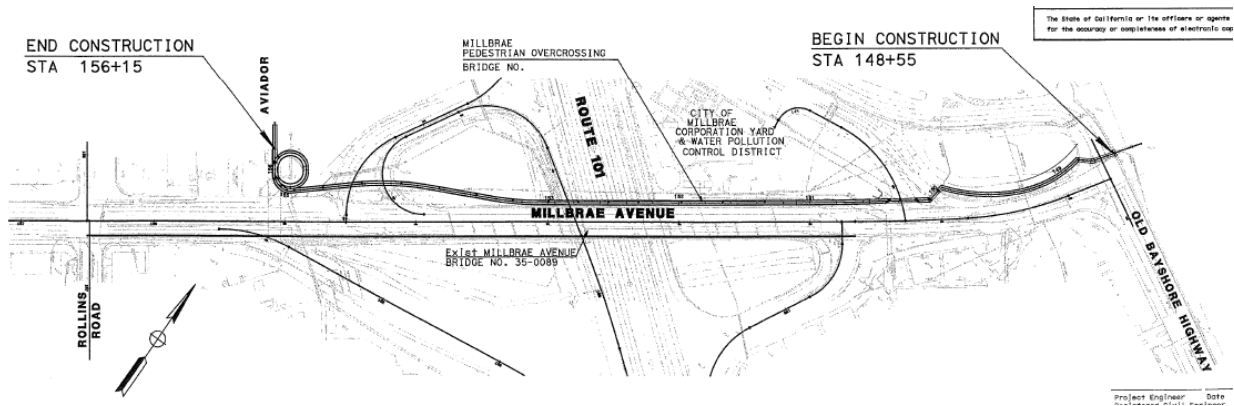 The State of California or its officers or agents
for the accuracy or completeness of electronic cop
END CONSTRUCTION
STA 156+15
AVIADOR
MILLBRAE
PEDESTRIAN OVERCROSSING
BRIDGE NO.
ROUTE 101
CITY OF
MILLBRAE
CORPORATION YARD
& WATER POLLUTION
CONTROL DISTRICT
BEGIN CONSTRUCTION
STA 148+55
MILLBRAE AVENUE
Exist MILLBRAE AVENUE
BRIDGE NO. 35-0089
ROLLINS
ROAD
OLD BAYSHORE HIGHWAY
Project Engineer Date
Registered Civil Engineer